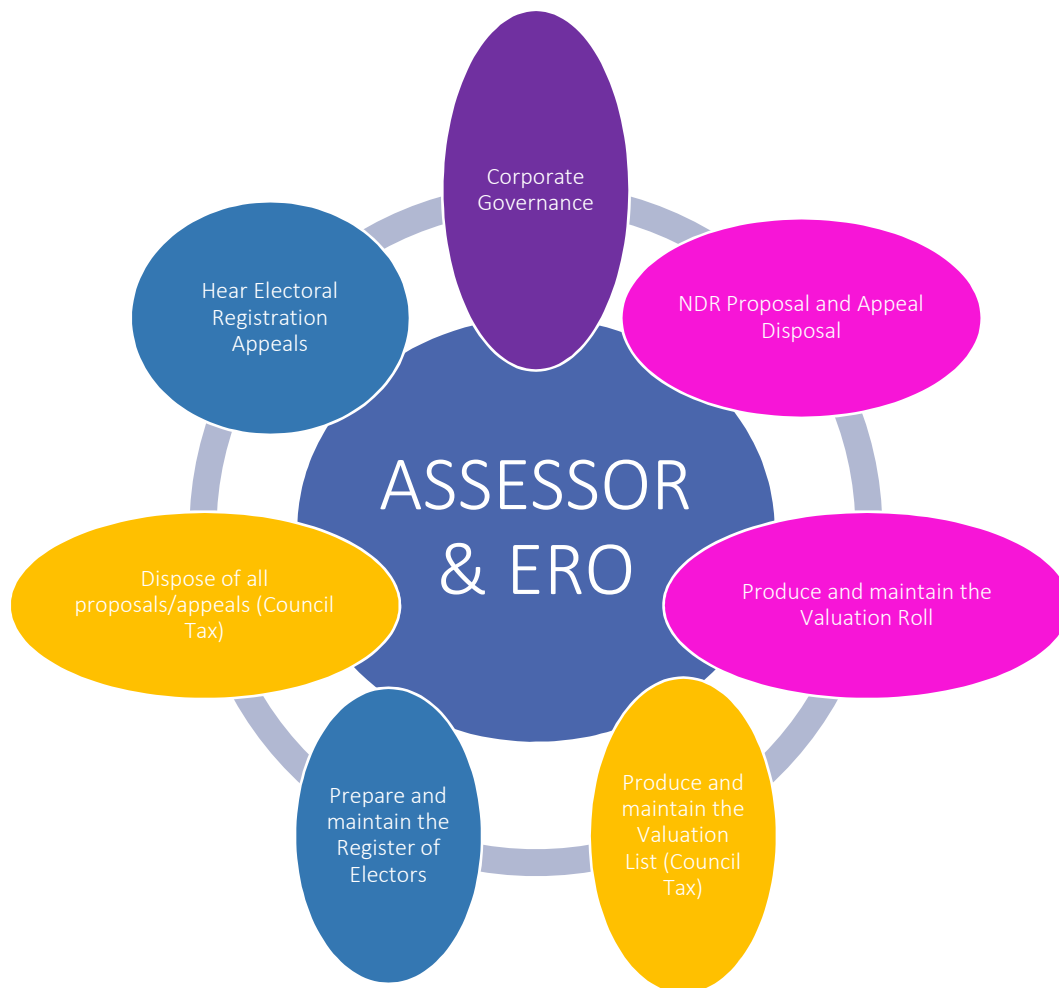 Corporate
Governance
NDR Proposal and Appeal
Disposal
Produce and maintain the
Valuation Roll
Produce and
maintain the
Valuation
List (Council
Tax)
Prepare and
maintain the
Register of
Electors
Dispose of all
proposals/appeals (Council
Tax)
Hear Electoral
Registration
Appeals
ASSESSOR
& ERO